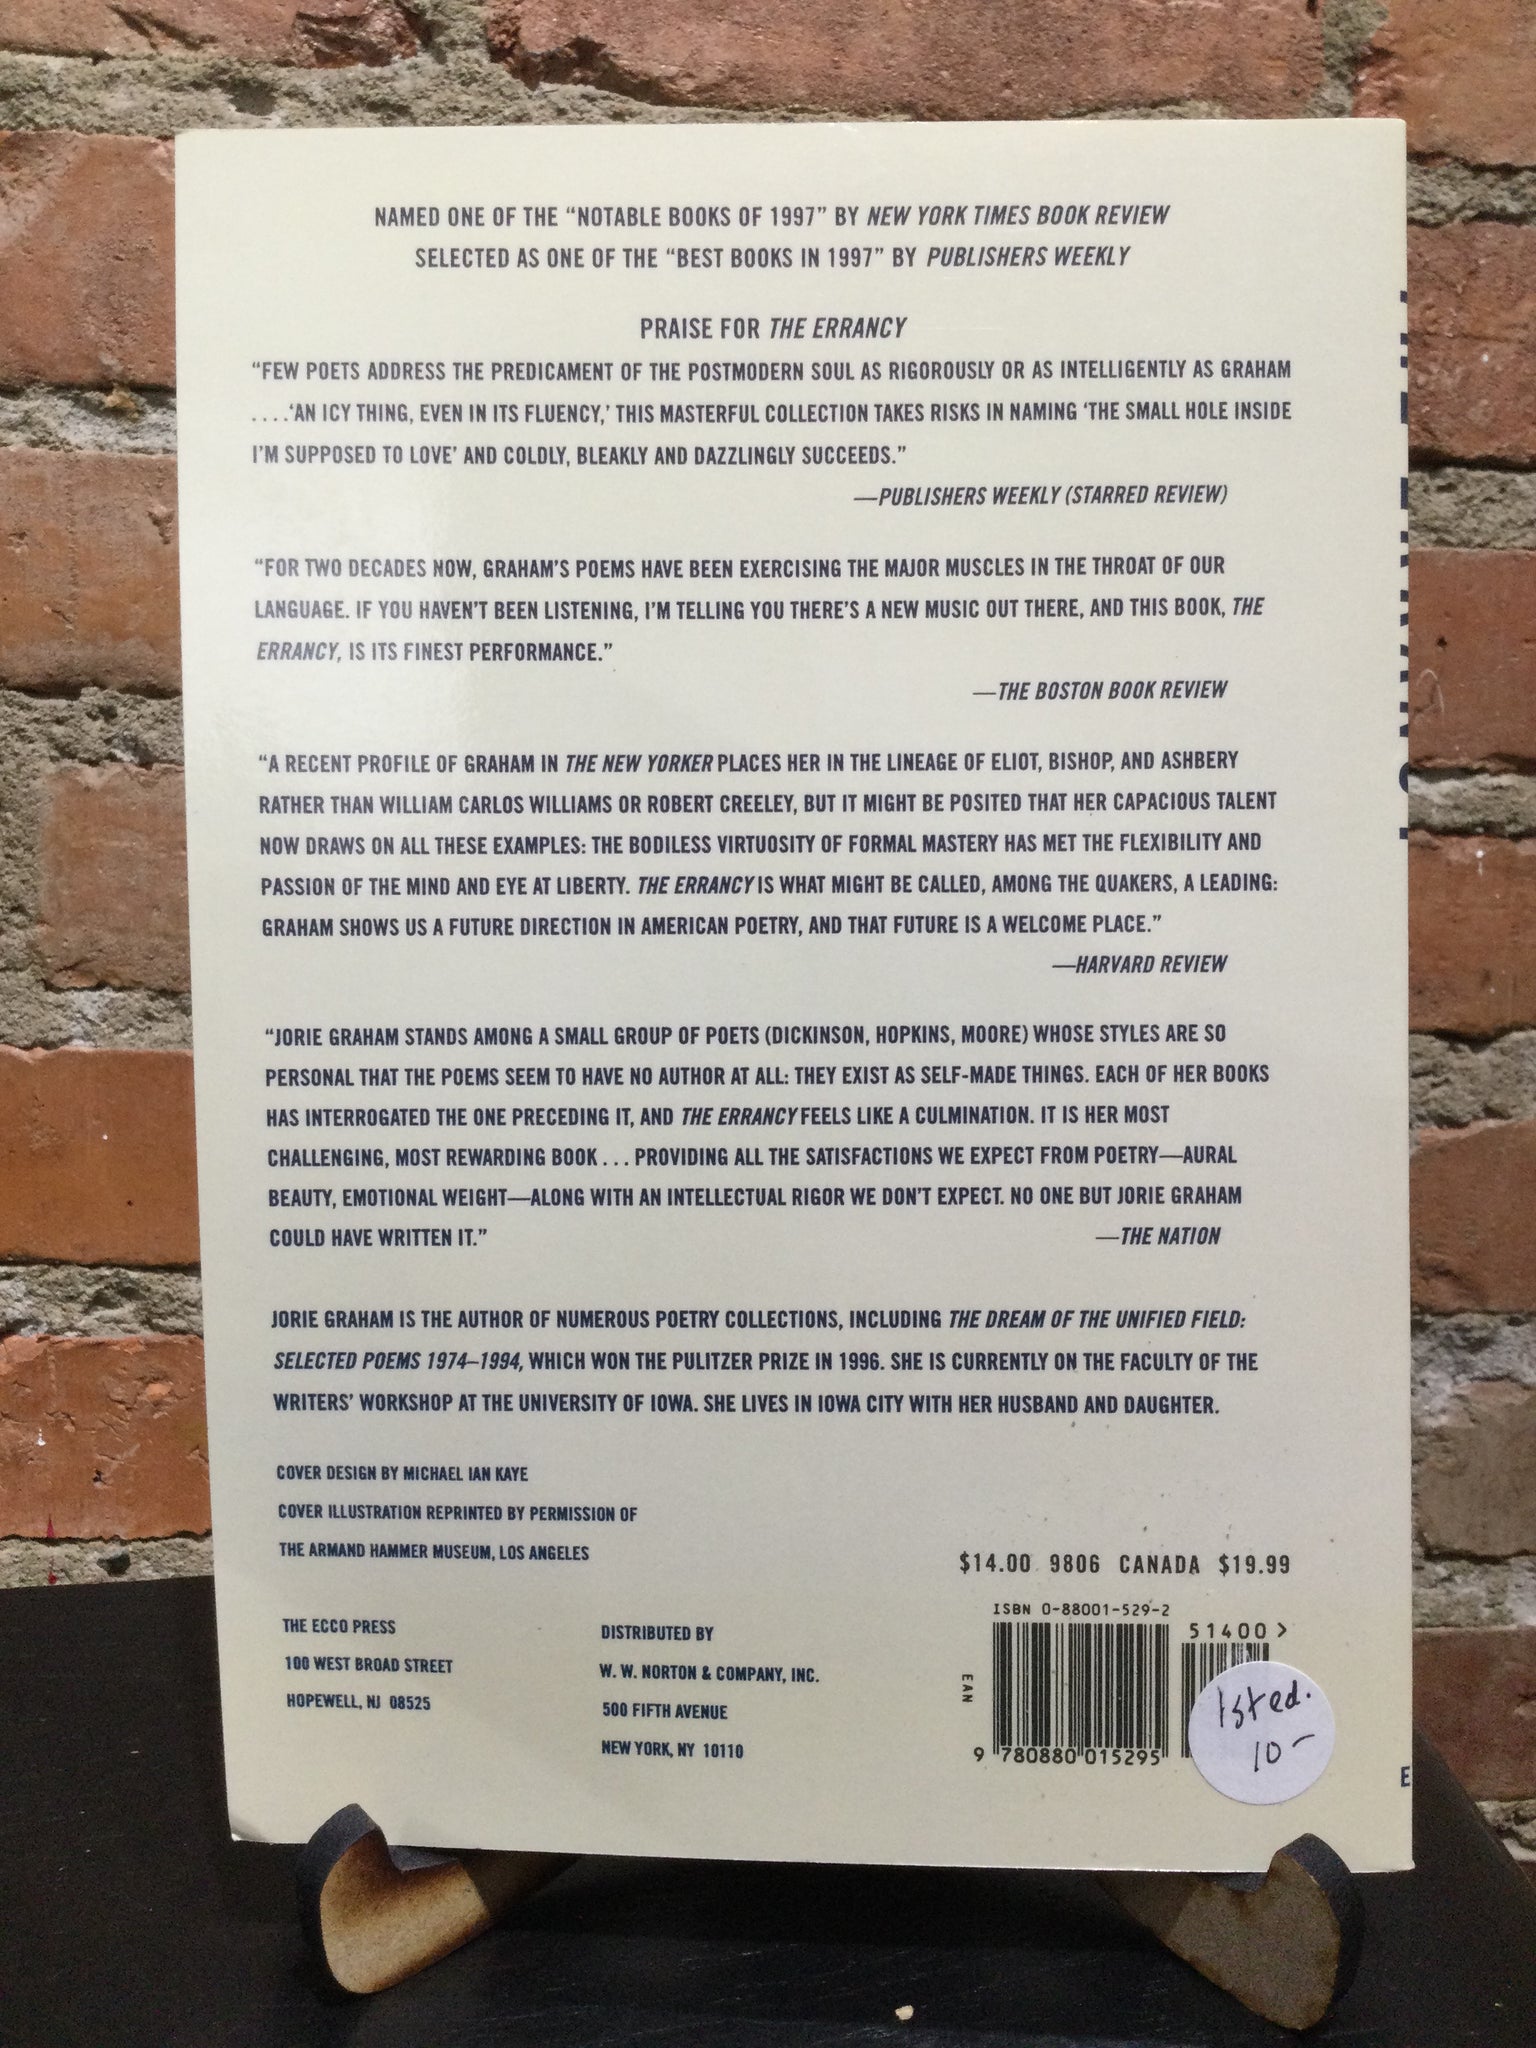 NAMED ONE OF THE “NOTABLE BOOKS OF 1997” BY NEW YORK TIMES BOOK REVIEW
SELECTED AS ONE OF THE “BEST BOOKS IN 1997” BY PUBLISHERS WEEKLY
PRAISE FOR THE ERRANCY
“FEW POETS ADDRESS THE PREDICAMENT OF THE POSTMODERN SOUL AS RIGOROUSLY OR AS INTELLIGENTLY AS GRAHAM
. . . .‘AN ICY THING, EVEN IN ITS FLUENCY,’ THIS MASTERFUL COLLECTION TAKES RISKS IN NAMING ‘THE SMALL HOLE INSIDE
I’M SUPPOSED TO LOVE’ AND COLDLY, BLEAKLY AND DAZZLINGLY SUCCEEDS.”
—PUBLISHERS WEEKLY (STARRED REVIEW)
“FOR TWO DECADES NOW, GRAHAM’S POEMS HAVE BEEN EXERCISING THE MAJOR MUSCLES IN THE THROAT OF OUR
LANGUAGE. IF YOU HAVEN’T BEEN LISTENING, I’M TELLING YOU THERE’S A NEW MUSIC OUT THERE, AND THIS BOOK, THE
ERRANCY, IS ITS FINEST PERFORMANCE.”
—THE BOSTON BOOK REVIEW
“A RECENT PROFILE OF GRAHAM IN THE NEW YORKER PLACES HER IN THE LINEAGE OF ELIOT, BISHOP, AND ASHBERY
RATHER THAN WILLIAM CARLOS WILLIAMS OR ROBERT CREELEY, BUT IT MIGHT BE POSITED THAT HER CAPACIOUS TALENT
NOW DRAWS ON ALL THESE EXAMPLES: THE BODILESS VIRTUOSITY OF FORMAL MASTERY HAS MET THE FLEXIBILITY AND
PASSION OF THE MIND AND EYE AT LIBERTY. THE ERRANCY IS WHAT MIGHT BE CALLED, AMONG THE QUAKERS, A LEADING:
GRAHAM SHOWS US A FUTURE DIRECTION IN AMERICAN POETRY, AND THAT FUTURE IS A WELCOME PLACE.”
—HARVARD REVIEW
“JORIE GRAHAM STANDS AMONG A SMALL GROUP OF POETS (DICKINSON, HOPKINS, MOORE) WHOSE STYLES ARE SO
PERSONAL THAT THE POEMS SEEM TO HAVE NO AUTHOR AT ALL: THEY EXIST AS SELF-MADE THINGS. EACH OF HER BOOKS
HAS INTERROGATED THE ONE PRECEDING IT, AND THE ERRANCY FEELS LIKE A CULMINATION. IT IS HER MOST
CHALLENGING, MOST REWARDING BOOK . . . PROVIDING ALL THE SATISFACTIONS WE EXPECT FROM POETRY—AURAL
BEAUTY, EMOTIONAL WEIGHT—ALONG WITH AN INTELLECTUAL RIGOR WE DON’T EXPECT. NO ONE BUT JORIE GRAHAM
COULD HAVE WRITTEN IT.”
—THE NATION
JORIE GRAHAM IS THE AUTHOR OF NUMEROUS POETRY COLLECTIONS, INCLUDING THE DREAM OF THE UNIFIED FIELD:
SELECTED POEMS 1974–1994, WHICH WON THE PULITZER PRIZE IN 1996. SHE IS CURRENTLY ON THE FACULTY OF THE
WRITERS’ WORKSHOP AT THE UNIVERSITY OF IOWA. SHE LIVES IN IOWA CITY WITH HER HUSBAND AND DAUGHTER.
COVER DESIGN BY MICHAEL IAN KAYE
COVER ILLUSTRATION REPRINTED BY PERMISSION OF
THE ARMAND HAMMER MUSEUM, LOS ANGELES
THE ECCO PRESS
100 WEST BROAD STREET
HOPEWELL, NJ 08525
DISTRIBUTED BY
W. W. NORTON & COMPANY, INC.
500 FIFTH AVENUE
NEW YORK, NY 10110
$14.00 9806 CANADA $19.99
ISBN 0-88001-529-2
51400 >
EAN
9 780880 015295
1st ed.
10 -